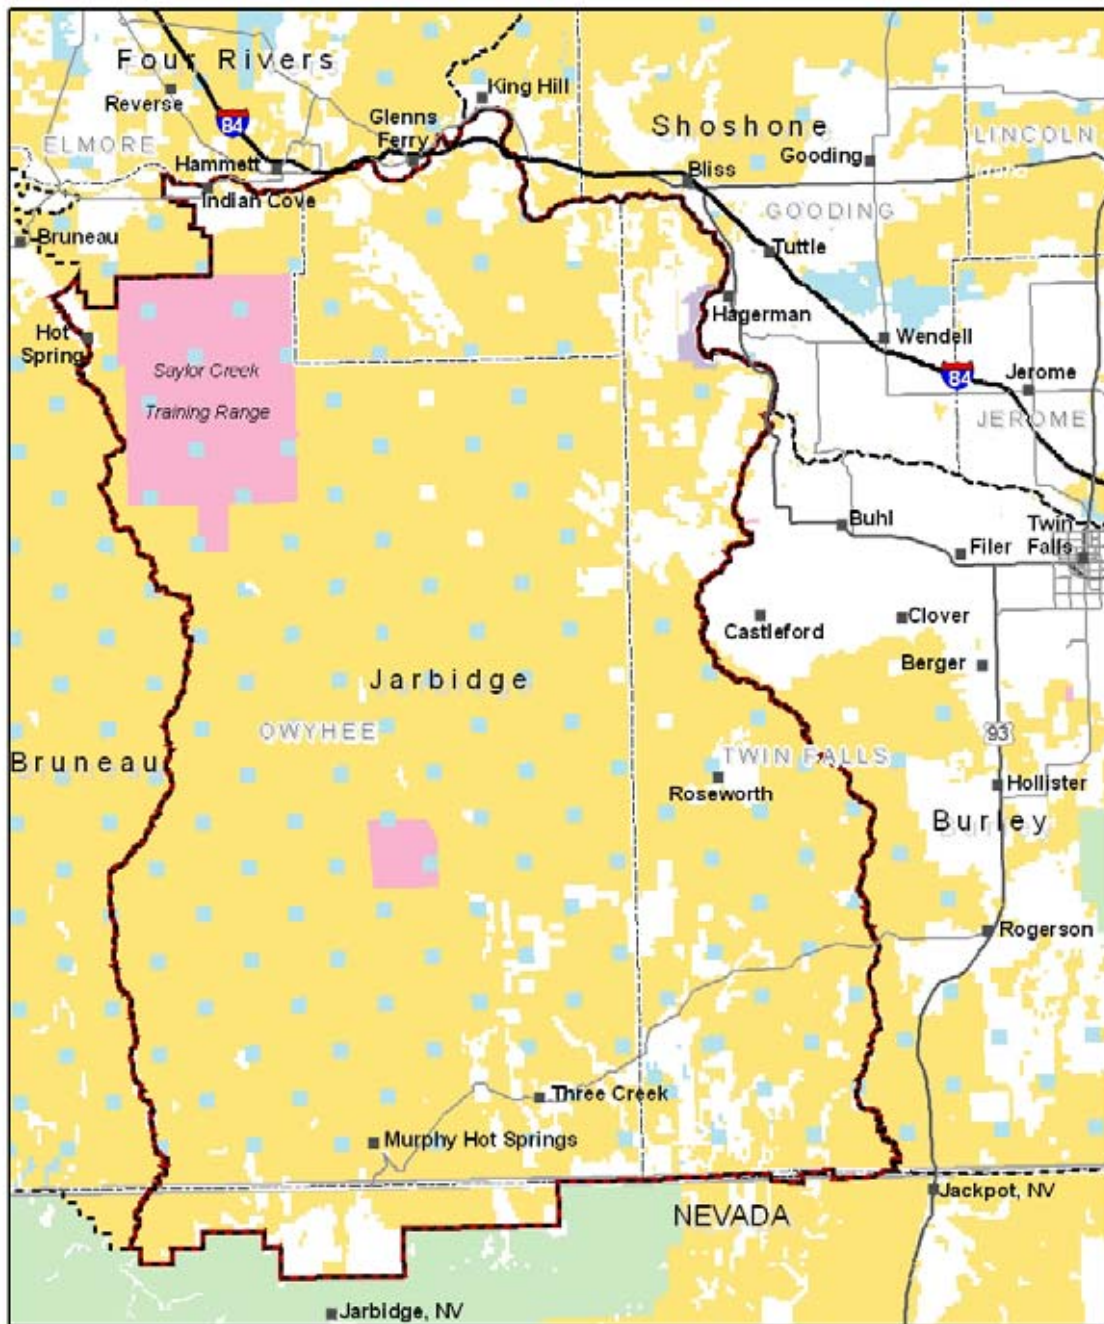 Four Rivers
Reverse
King Hill
84
Glenns
Ferry
Shoshone
LINCOLN
ELMORE
Hammett
Gooding
Bliss
Indian Cove
GOODING
Bruneau
Tuttle
Hagerman
Hot
Spring
Wendell
Saylor Creek
Training Range
84
Jerome
JEROME
Buhl
Twin
Falls
Filer
Castleford
Clover
Berger
Jarbidge
OWYHEE
93
Bruneau
TWIN FALLS
Roseworth
Hollister
Burley
Rogerson
Three Creek
Murphy Hot Springs
Jackpot, NV
NEVADA
Jarbidge, NV